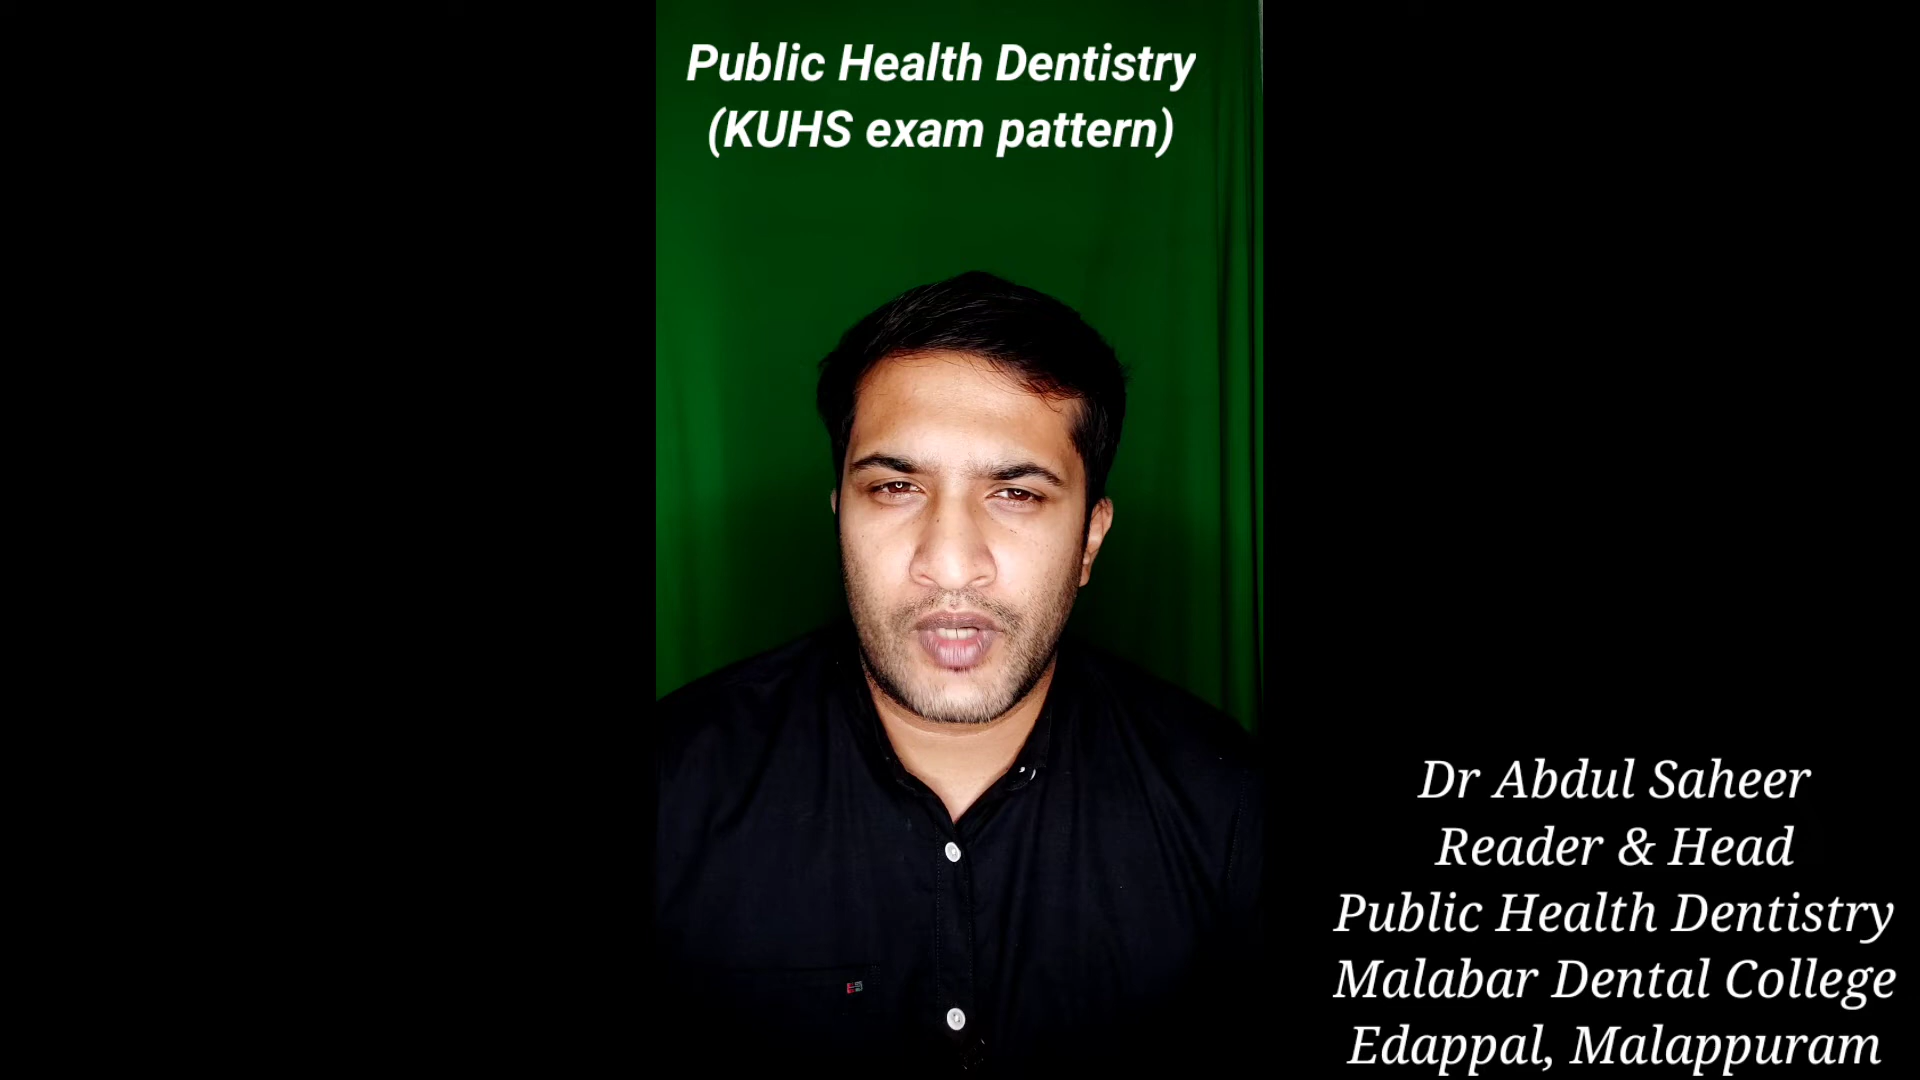 Public Health Dentistry
(KUHS exam pattern)
Dr Abdul Saheer
Reader & Head
Public Health Dentistry
Malabar Dental College
Edappal, Malappuram